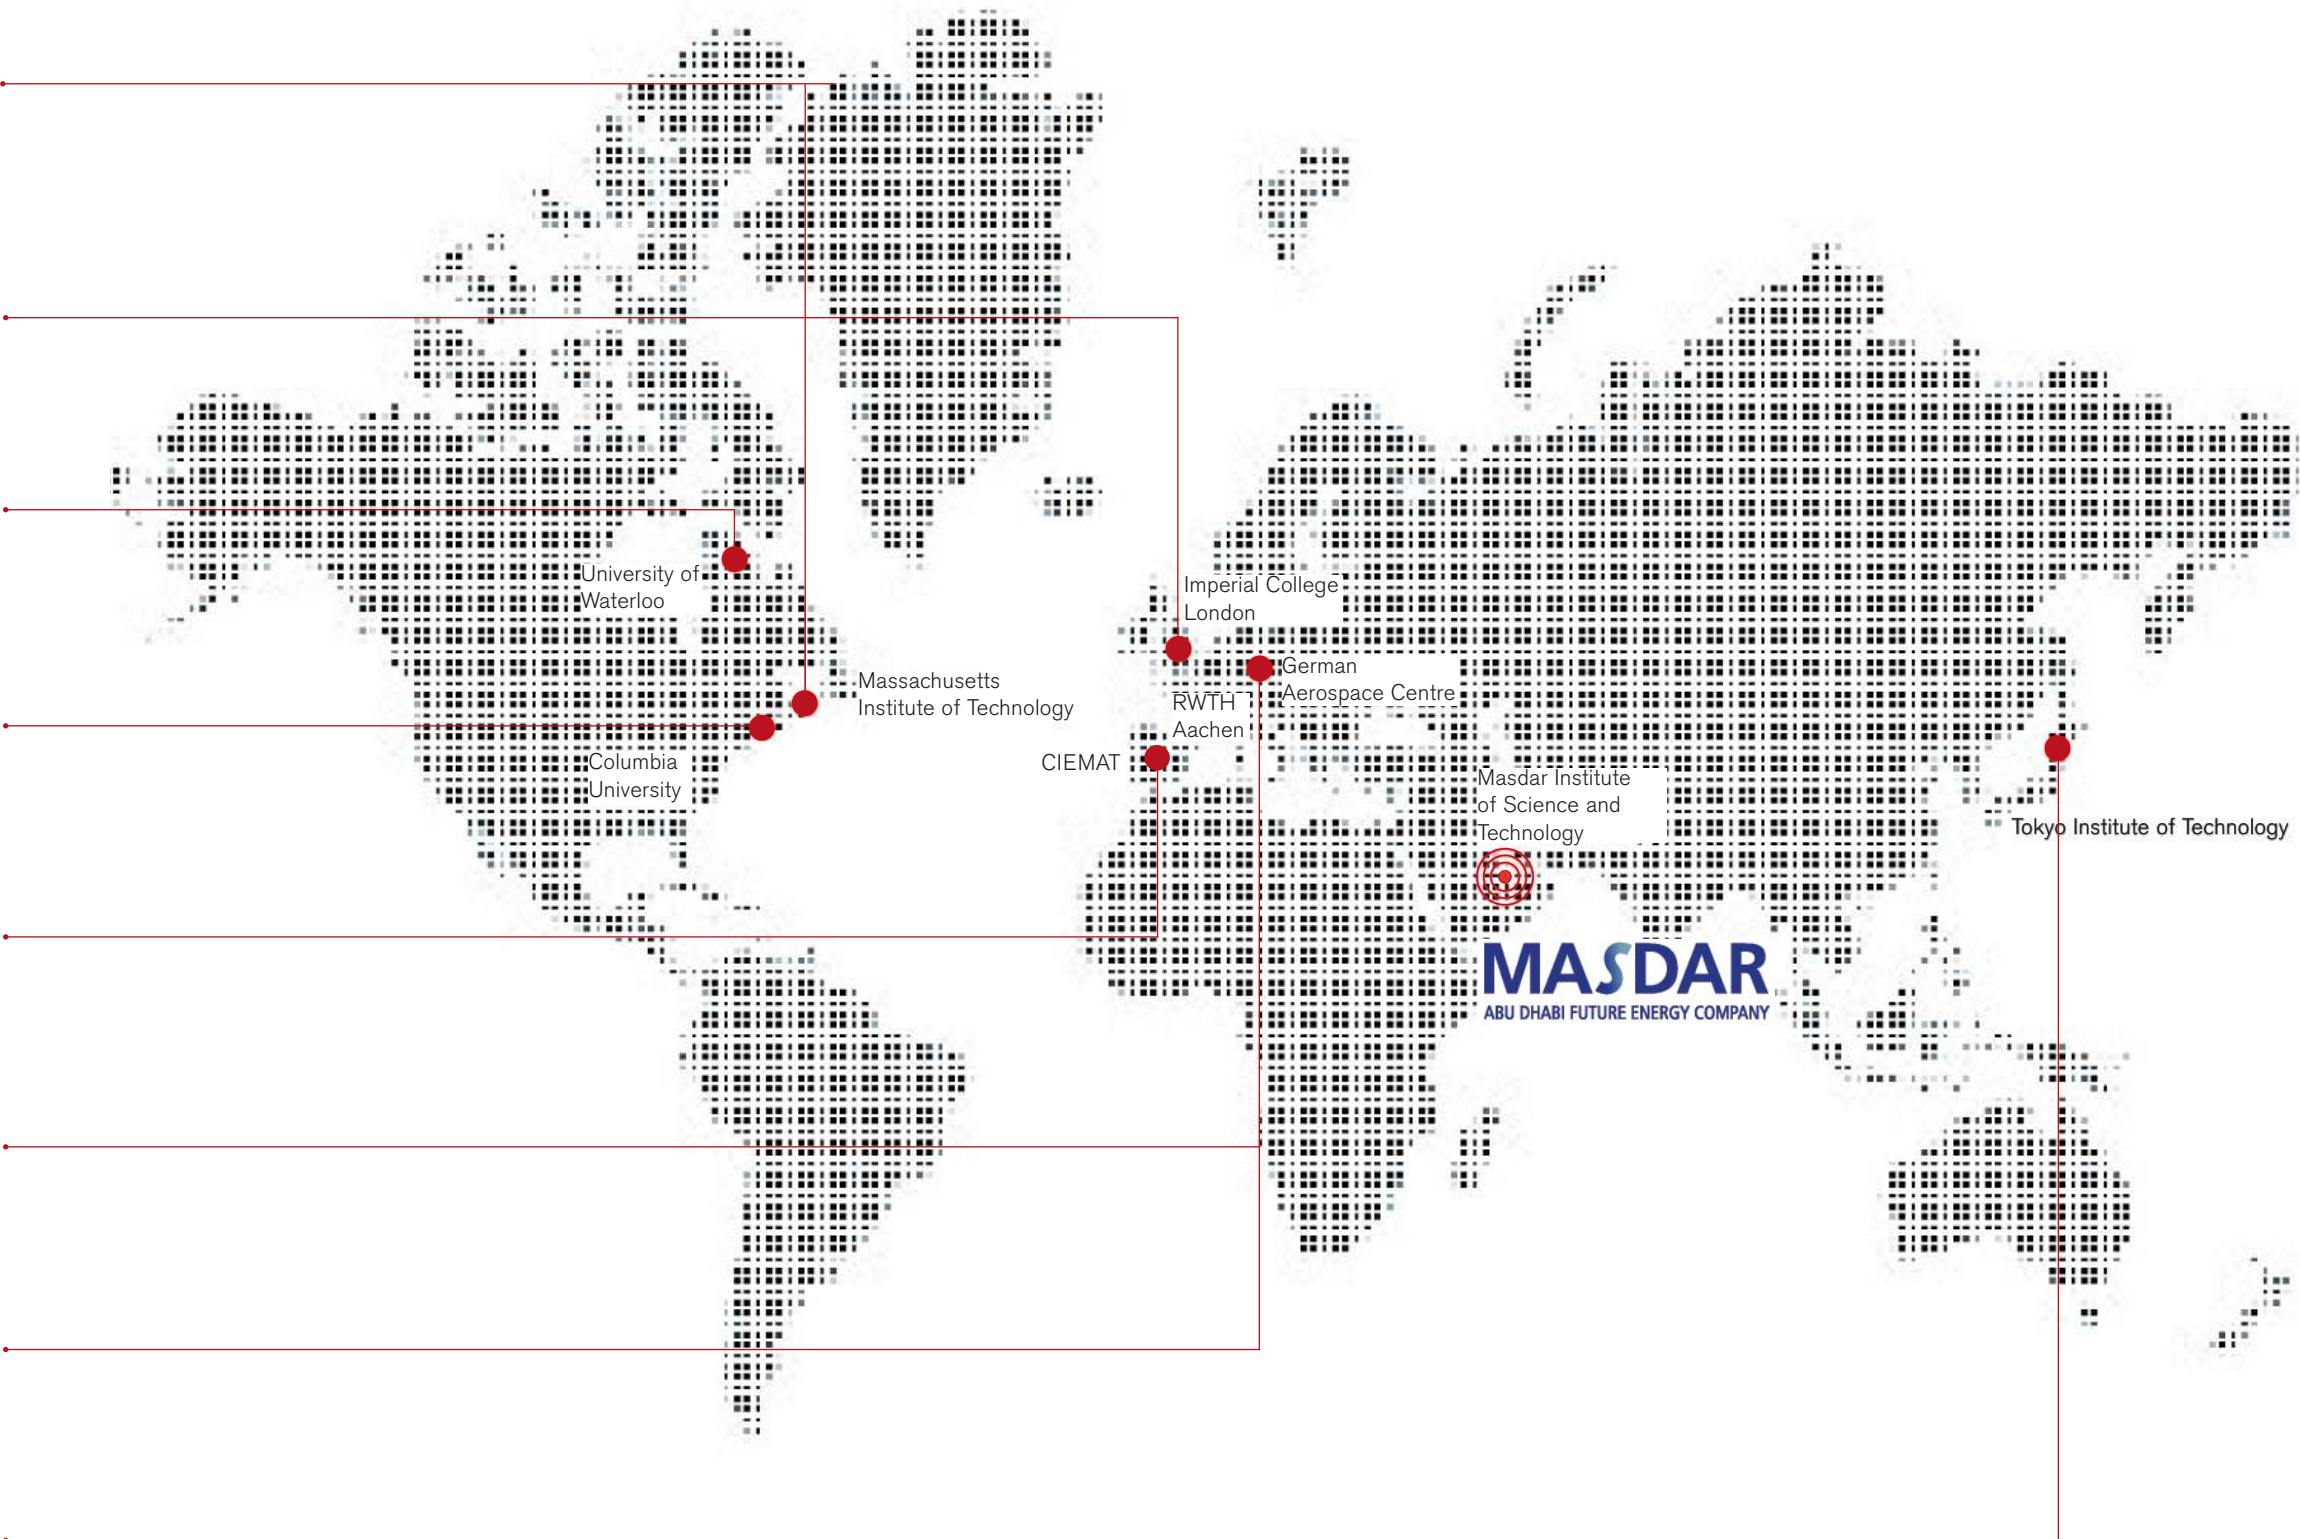 University of
Waterloo
Imperial College
London
German
Aerospace Centre
Massachusetts
Institute of Technology
RWTH
Aachen
CIEMAT
Columbia
University
Masdar Institute
of Science and
Technology
Tokyo Institute of Technology
MASDAR
ABU DHABI FUTURE ENERGY COMPANY